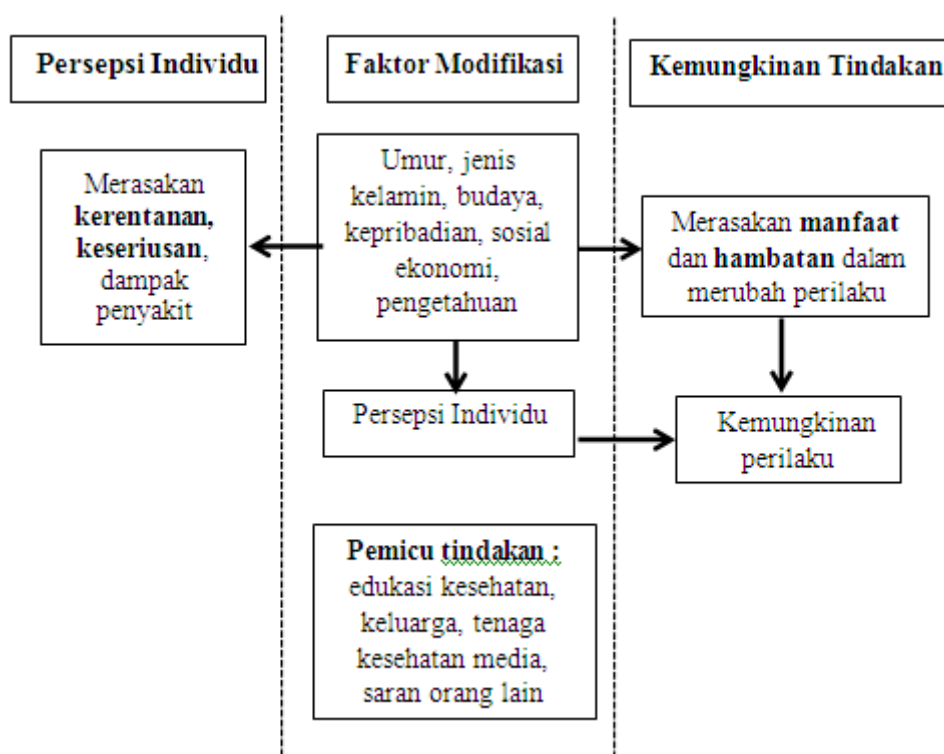 Persepsi Individu
Faktor Modifikasi
Kemungkinan Tindakan
Merasakan
kerentanan,
keseriusan,
dampak
penyakit
Umur, jenis
kelamin, budaya,
kepribadian, sosial
ekonomi,
pengetahuan
Merasakan manfaat
dan hambatan dalam
merubah perilaku
Persepsi Individu
Kemungkinan
perilaku
Pemicu tindakan :
edukasi kesehatan,
keluarga, tenaga
kesehatan media,
saran orang lain